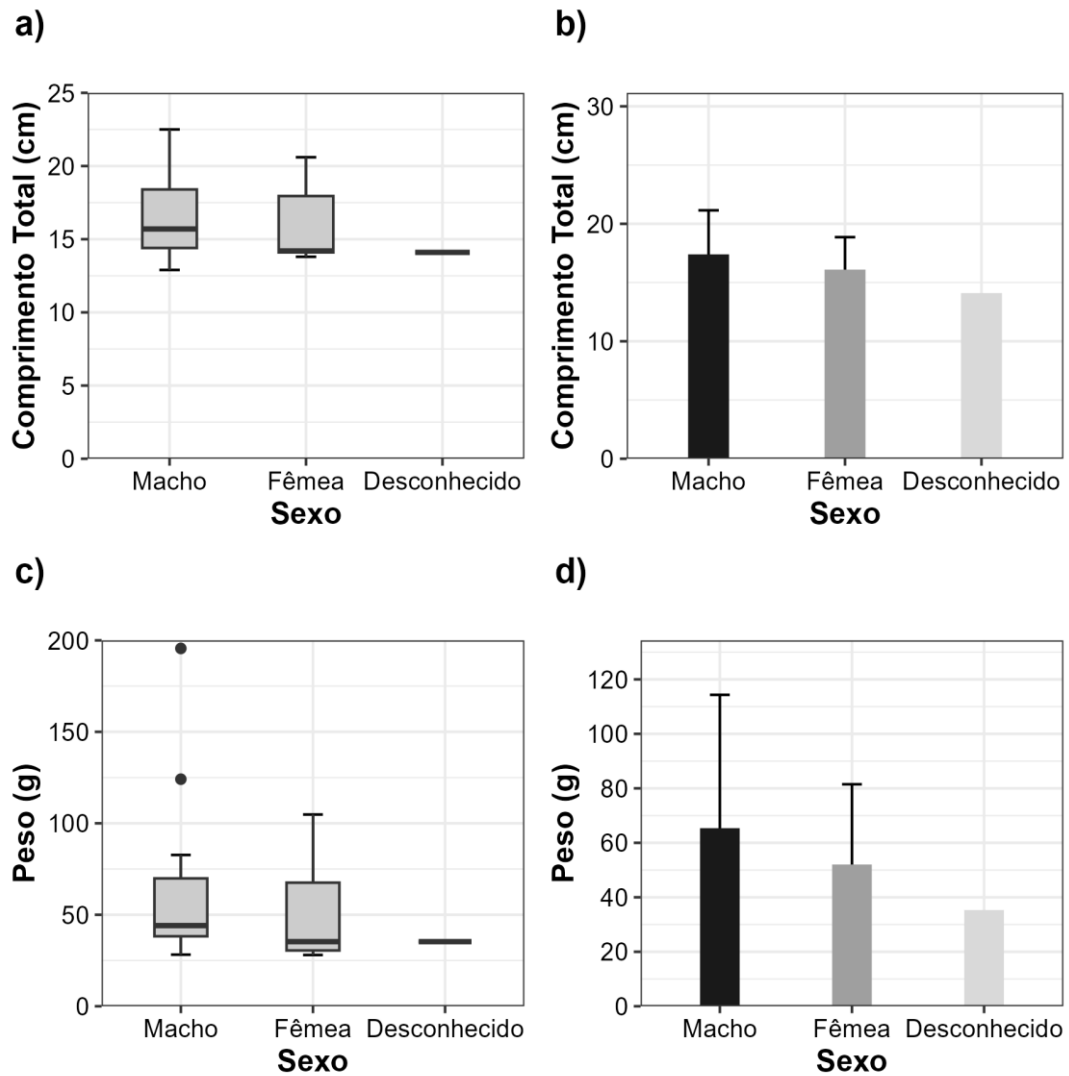 a)
Comprimento Total (cm)
25
20
15
10
5
0
Macho Fêmea Desconhecido
Sexo
b)
Comprimento Total (cm)
30
20
10
0
Macho Fêmea Desconhecido
Sexo
c)
Peso (g)
200
150
100
50
0
Macho Fêmea Desconhecido
Sexo
d)
Peso (g)
120
100
80
60
40
20
0
Macho Fêmea Desconhecido
Sexo